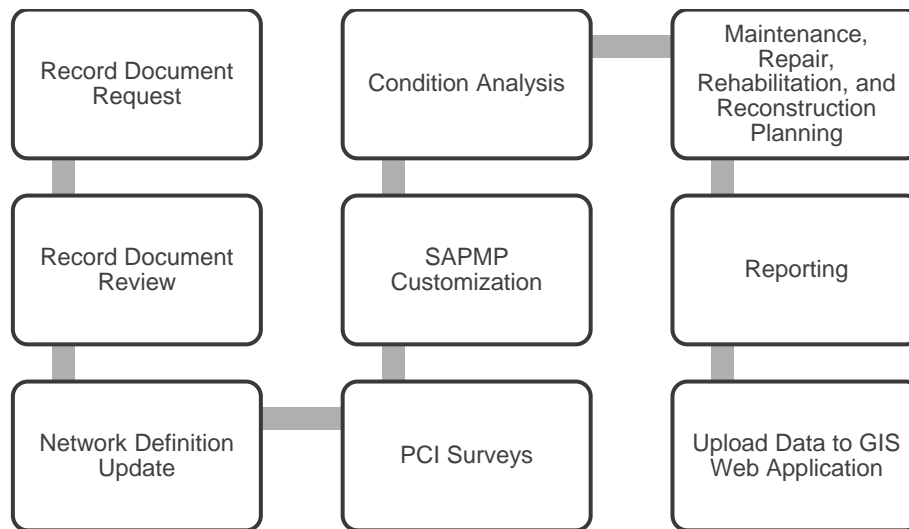 Record Document
Request
Record Document
Review
Network Definition
Update
PCI Surveys
SAPMP
Customization
Condition Analysis
Maintenance,
Repair,
Rehabilitation, and
Reconstruction
Planning
Reporting
Upload Data to GIS
Web Application